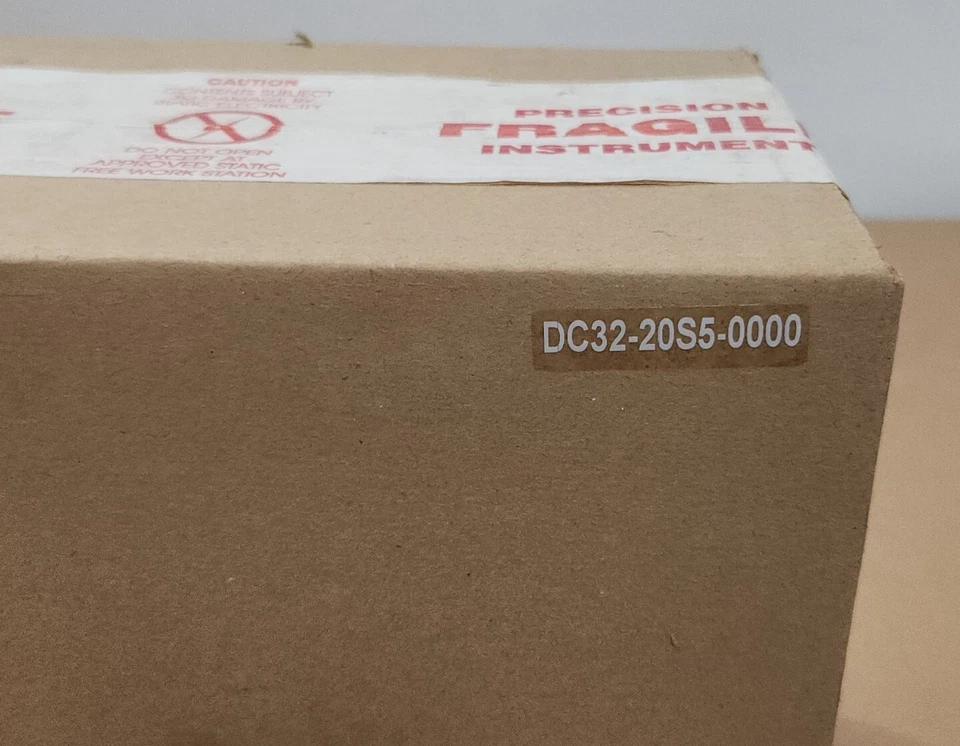 CAUTION
CONTENTS SUBJECT
TO DAMAGE BY
STATIC ELECTRICITY
DO NOT OPEN
EXCEPT AT
APPROVED STATIC
FREE WORK STATION
PRECISION
FRAGIL
INSTRUMENT
DC32-20S5-0000